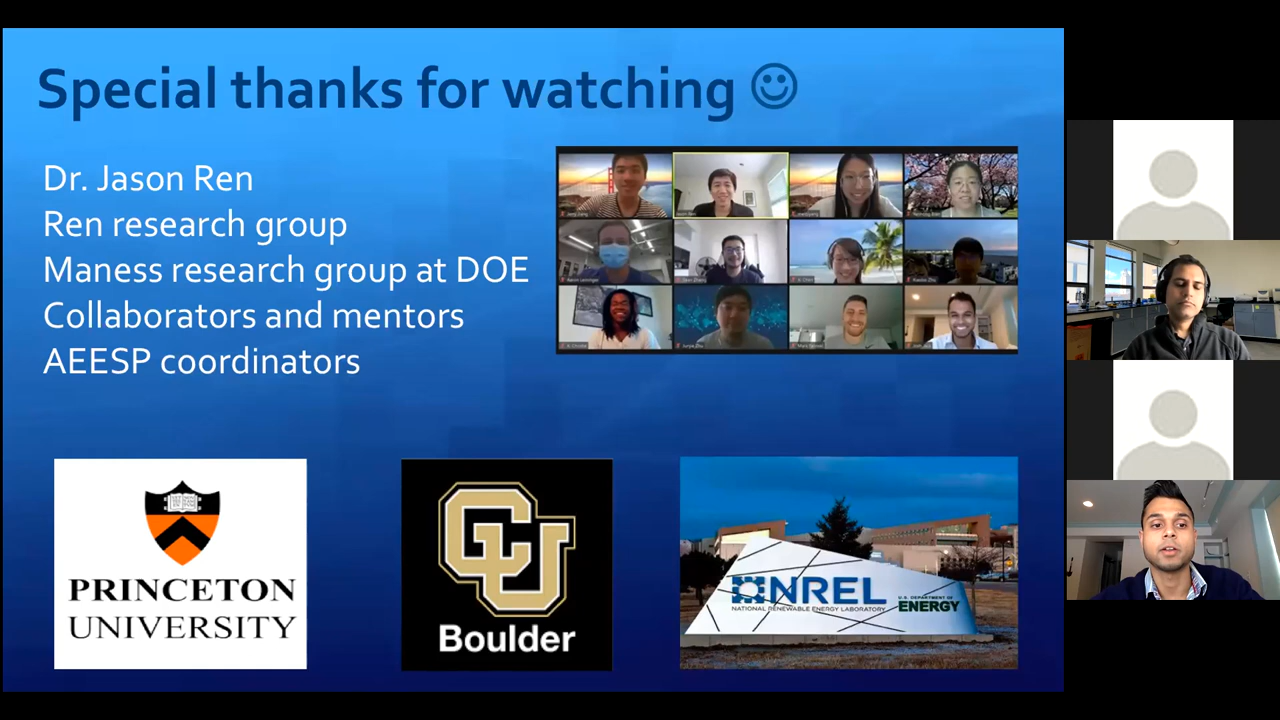 Special thanks for watching ☺
Dr. Jason Ren
Ren research group
Maness research group at DOE
Collaborators and mentors
AEESP coordinators
PRINCETON
UNIVERSITY
CU
Boulder
NREL
NATIONAL RENEWABLE ENERGY LABORATORY
U.S. DEPARTMENT OF
ENERGY